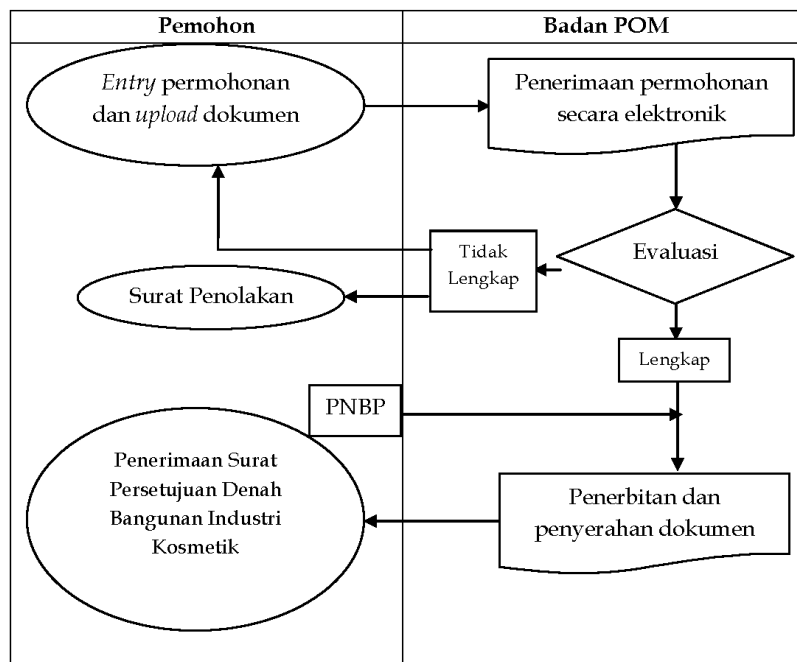 Pemohon
Badan POM
Entry permohonan
dan upload dokumen
Penerimaan permohonan
secara elektronik
Evaluasi
Tidak
Lengkap
Surat Penolakan
Lengkap
PNBP
Penerimaan Surat
Persetujuan Denah
Bangunan Industri
Kosmetik
Penerbitan dan
penyerahan dokumen